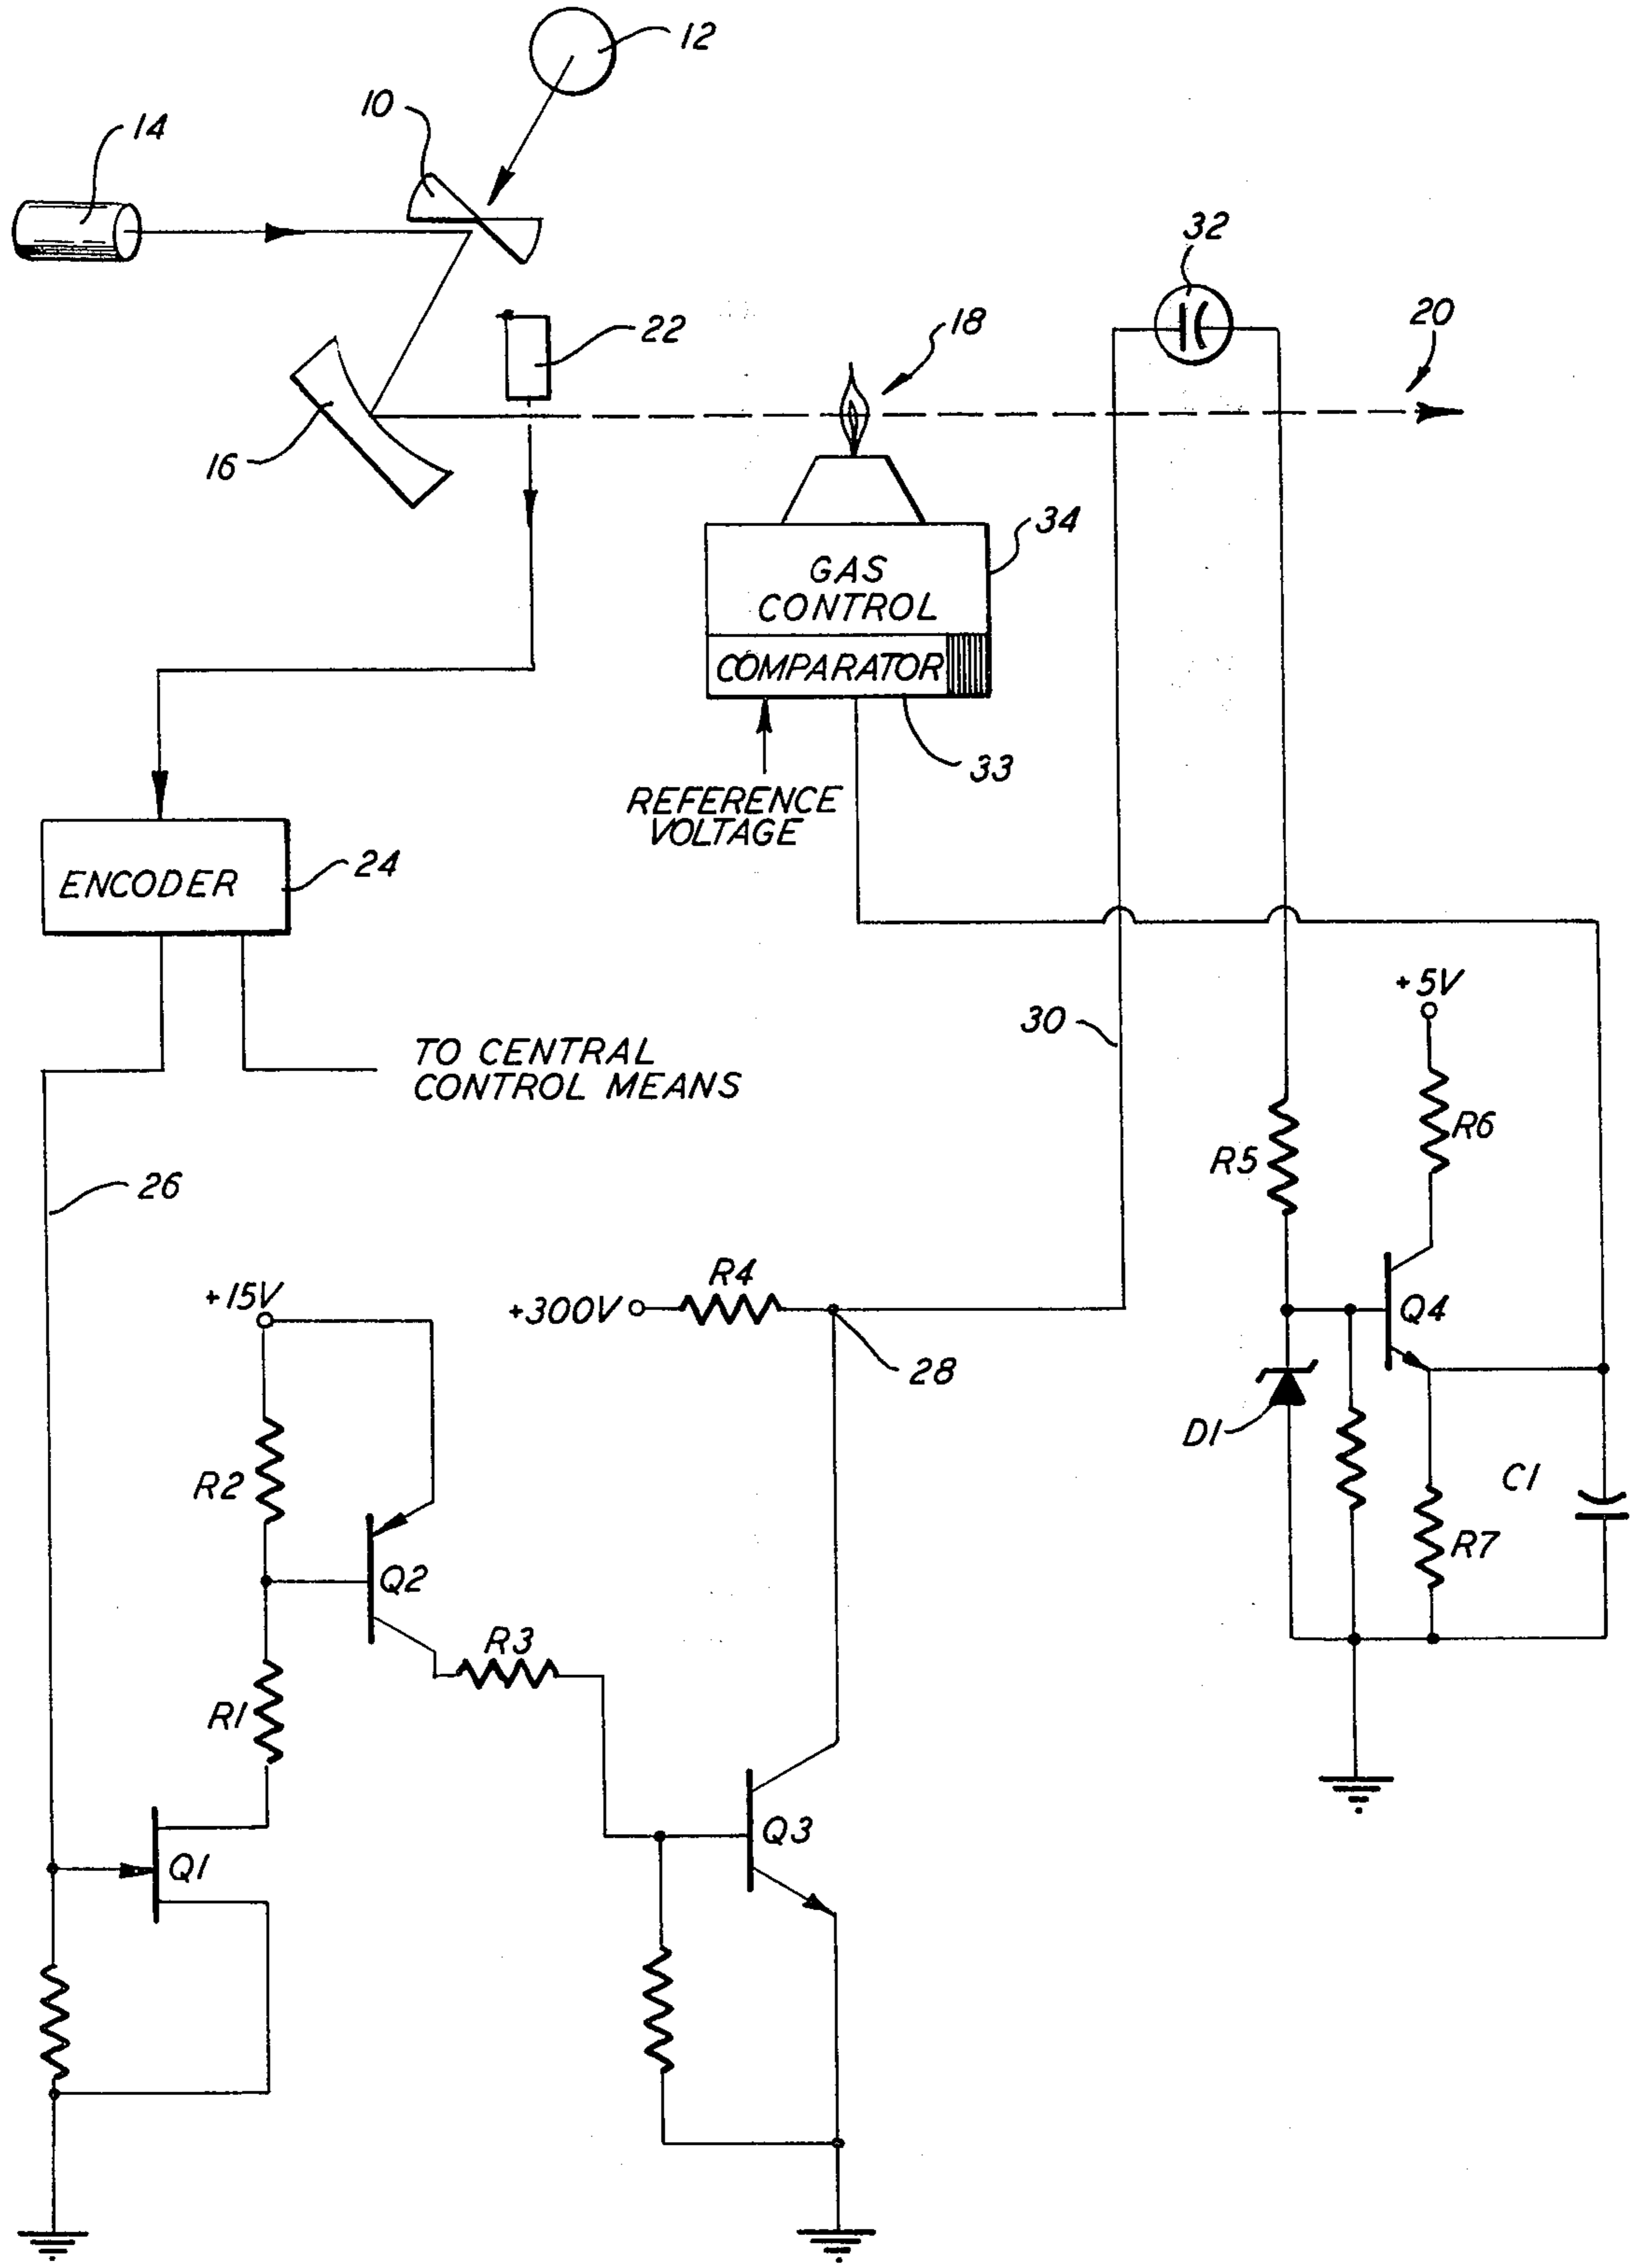 12
10
14
32
22
18
20
16
34
GAS
CONTROL
COMPARATOR
33
REFERENCE
VOLTAGE
ENCODER
24
+5V
30
TO CENTRAL
CONTROL MEANS
R6
R5
26
R4
+15V
+300V
Q4
28
D1
R2
C1
R7
Q2
R3
R1
Q3
Q1